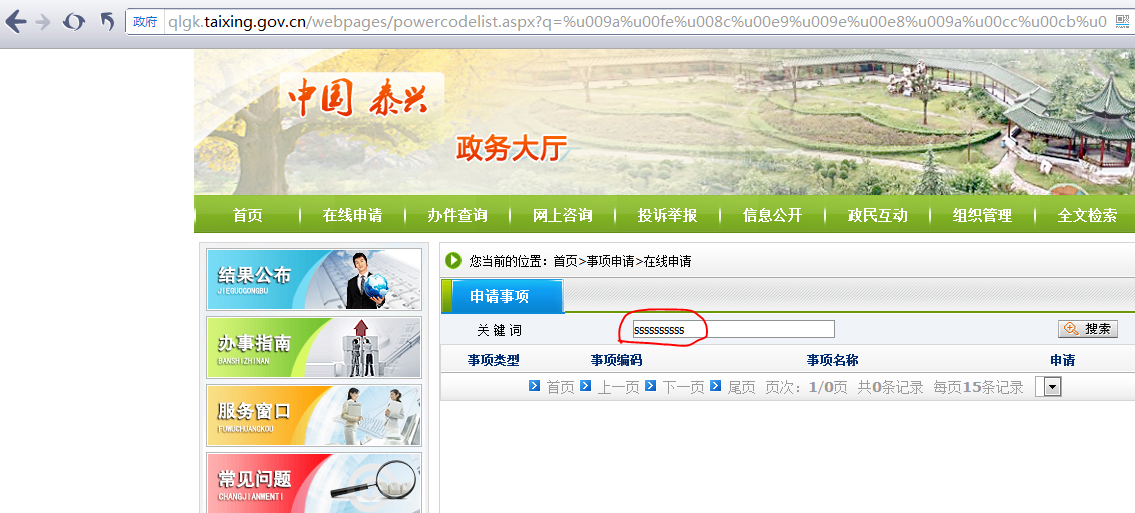 政府 qlgk.taixing.gov.cn/webpages/powercodelist.aspx?q=%u009a%u00fe%u008c%u00e9%u009e%u00e8%u009a%u00cc%u00cb%u0
中国 泰兴
政务大厅
首页 在线申请 办件查询 网上咨询 投诉举报 信息公开 政民互动 组织管理 全文检索
结果公布
JIEGUOGONGBU
办事指南
BANSHIZHINAN
服务窗口
FUWUCHUANGKOU
常见问题
CHANGJIANWENTI
您当前的位置：首页>事项申请>在线申请
申请事项
关 键 词 ssssssssss 搜索
事项类型 事项编码 事项名称 申请
首页 上一页 下一页 尾页 页次：1/0页 共0条记录 每页15条记录